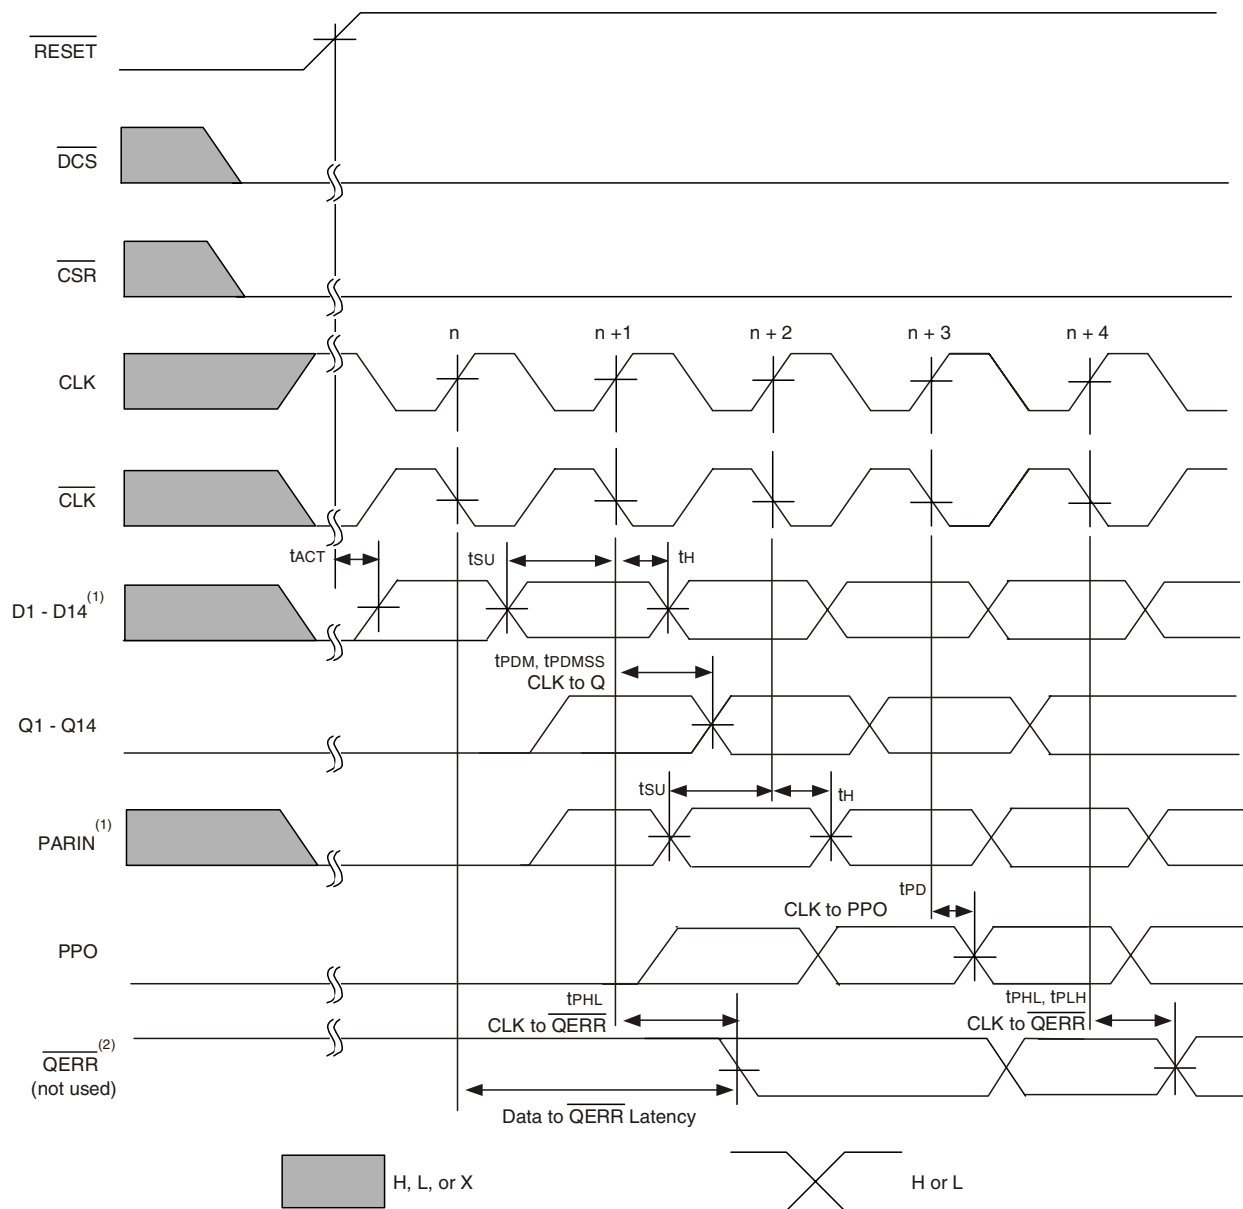 RESET
DCS
CSR
n n +1 n + 2 n + 3 n + 4
CLK
CLK
tACT tSU tH
D1 - D14(1)
tPDM, tPDMSS
CLK to Q
Q1 - Q14
tSU tH
PARIN(1)
tPD
CLK to PPO
PPO
tPHL tPHL, tPLH
CLK to QERR CLK to QERR
QERR(2)
(not used)
Data to QERR Latency
H, L, or X H or L